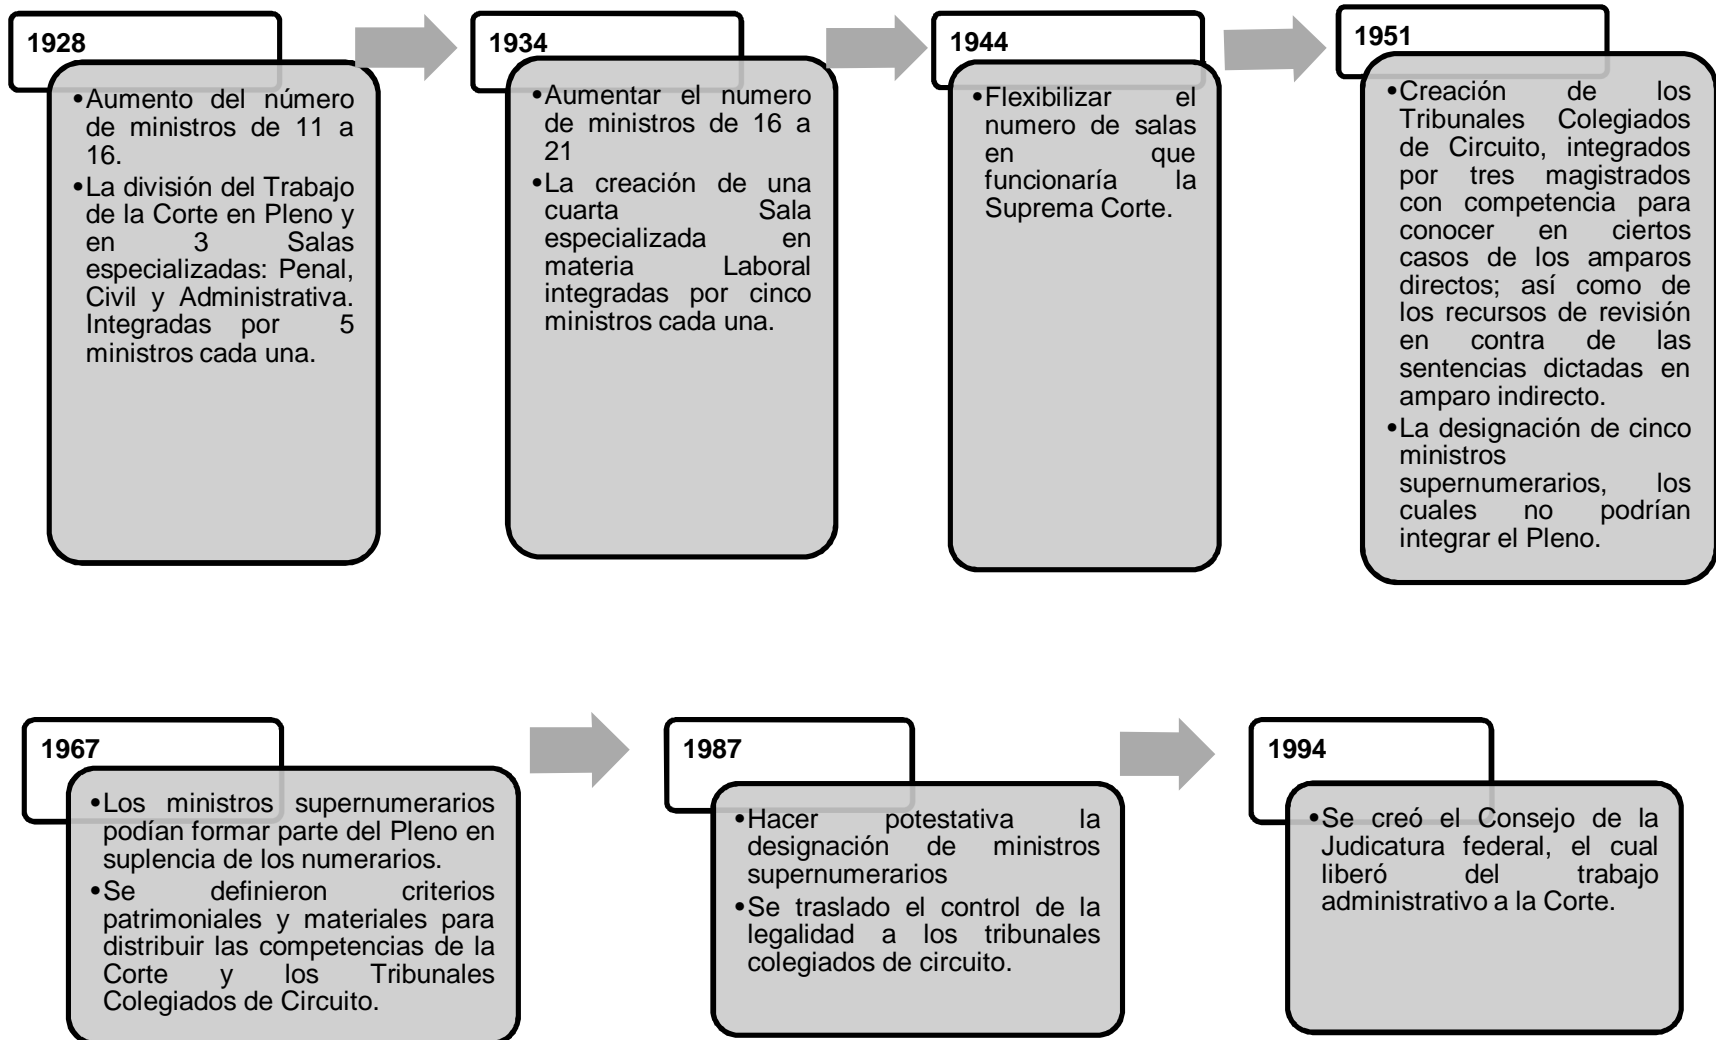 1928
•Aumento del número
de ministros de 11 a
16.
•La división del Trabajo
de la Corte en Pleno y
en 3 Salas
especializadas: Penal,
Civil y Administrativa.
Integradas por 5
ministros cada una.
1934
•Aumentar el numero
de ministros de 16 a
21
•La creación de una
cuarta Sala
especializada en
materia Laboral
integradas por cinco
ministros cada una.
1944
•Flexibilizar el
numero de salas
en que
funcionaría la
Suprema Corte.
1951
•Creación de los
Tribunales Colegiados
de Circuito, integrados
por tres magistrados
con competencia para
conocer en ciertos
casos de los amparos
directos; así como de
los recursos de revisión
en contra de las
sentencias dictadas en
amparo indirecto.
•La designación de cinco
ministros
supernumerarios, los
cuales no podrían
integrar el Pleno.
1967
•Los ministros supernumerarios
podían formar parte del Pleno en
suplencia de los numerarios.
•Se definieron criterios
patrimoniales y materiales para
distribuir las competencias de la
Corte y los Tribunales
Colegiados de Circuito.
1987
•Hacer potestativa la
designación de ministros
supernumerarios
•Se traslado el control de la
legalidad a los tribunales
colegiados de circuito.
1994
•Se creó el Consejo de la
Judicatura federal, el cual
liberó del trabajo
administrativo a la Corte.